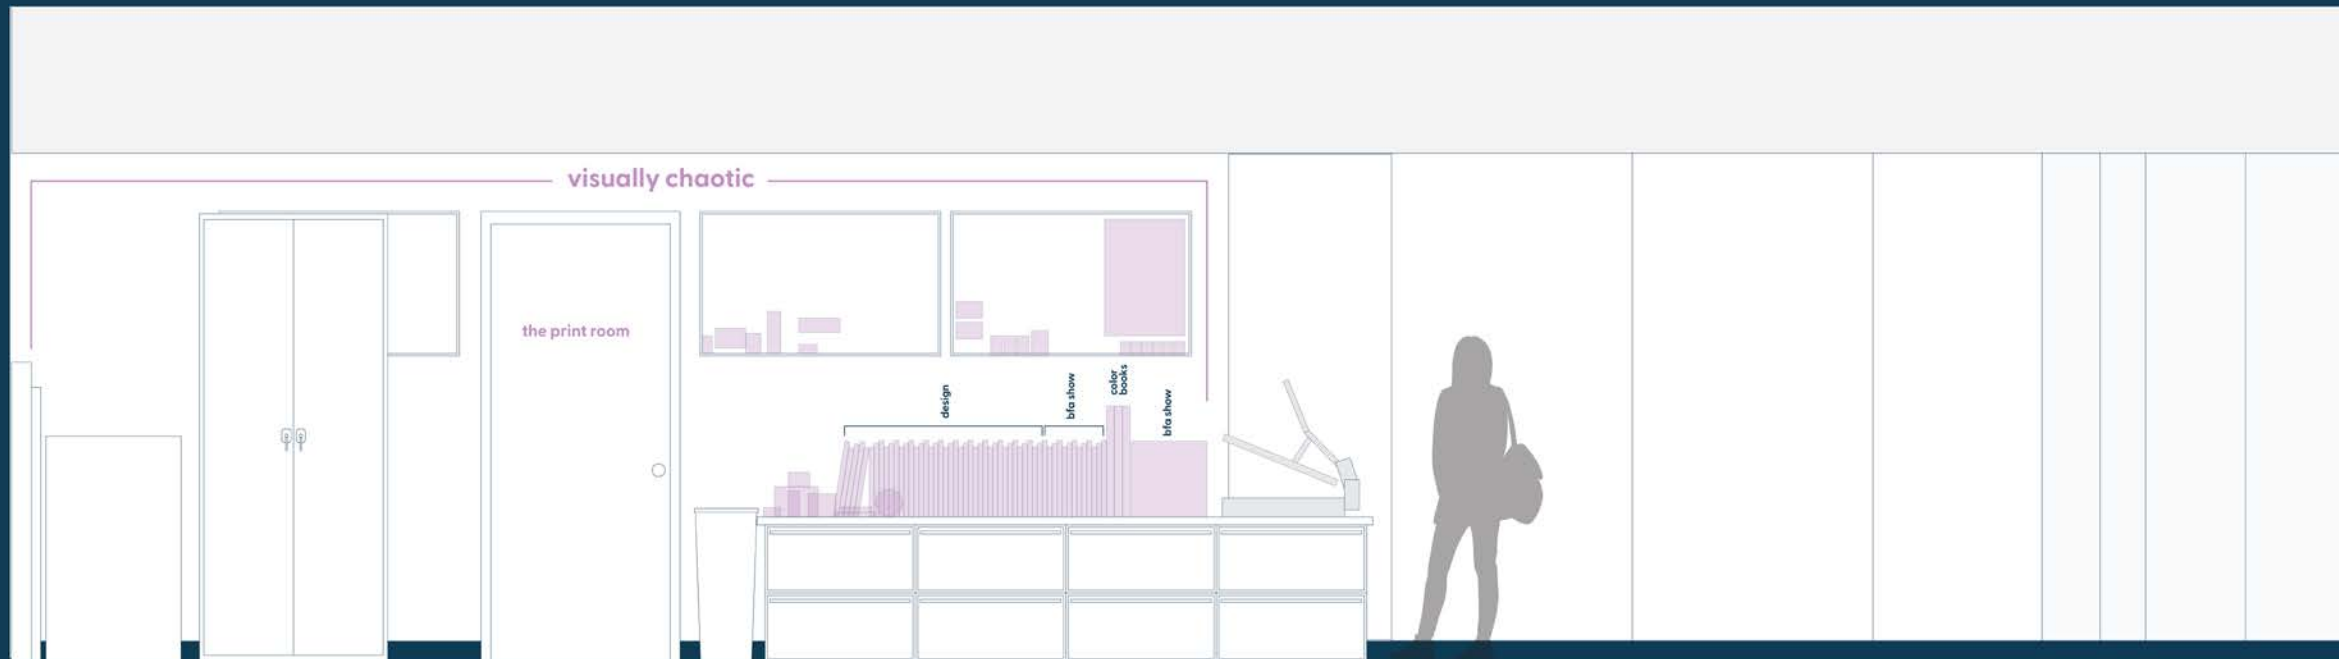 visually chaotic
the print room
design
bfa show
color
books
bfa show